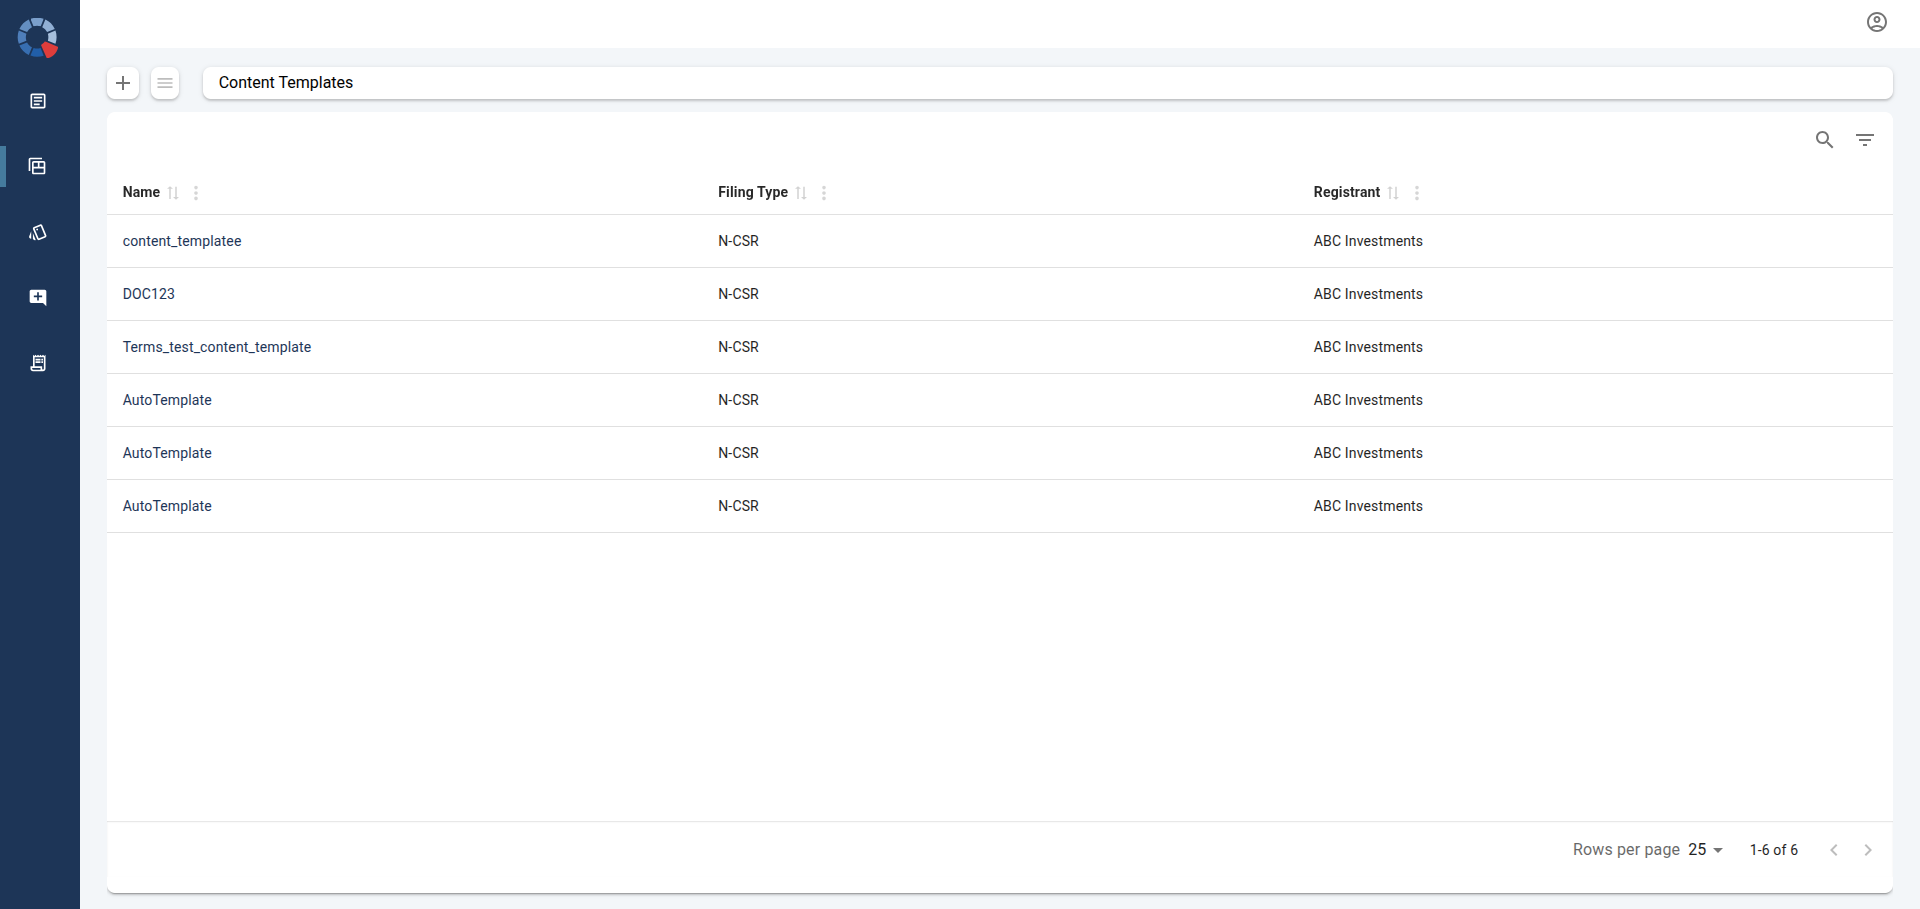 Content Templates
Name Filing Type Registrant
content_templatee N-CSR ABC Investments
DOC123 N-CSR ABC Investments
Terms_test_content_template N-CSR ABC Investments
AutoTemplate N-CSR ABC Investments
AutoTemplate N-CSR ABC Investments
AutoTemplate N-CSR ABC Investments
Rows per page 25 1-6 of 6